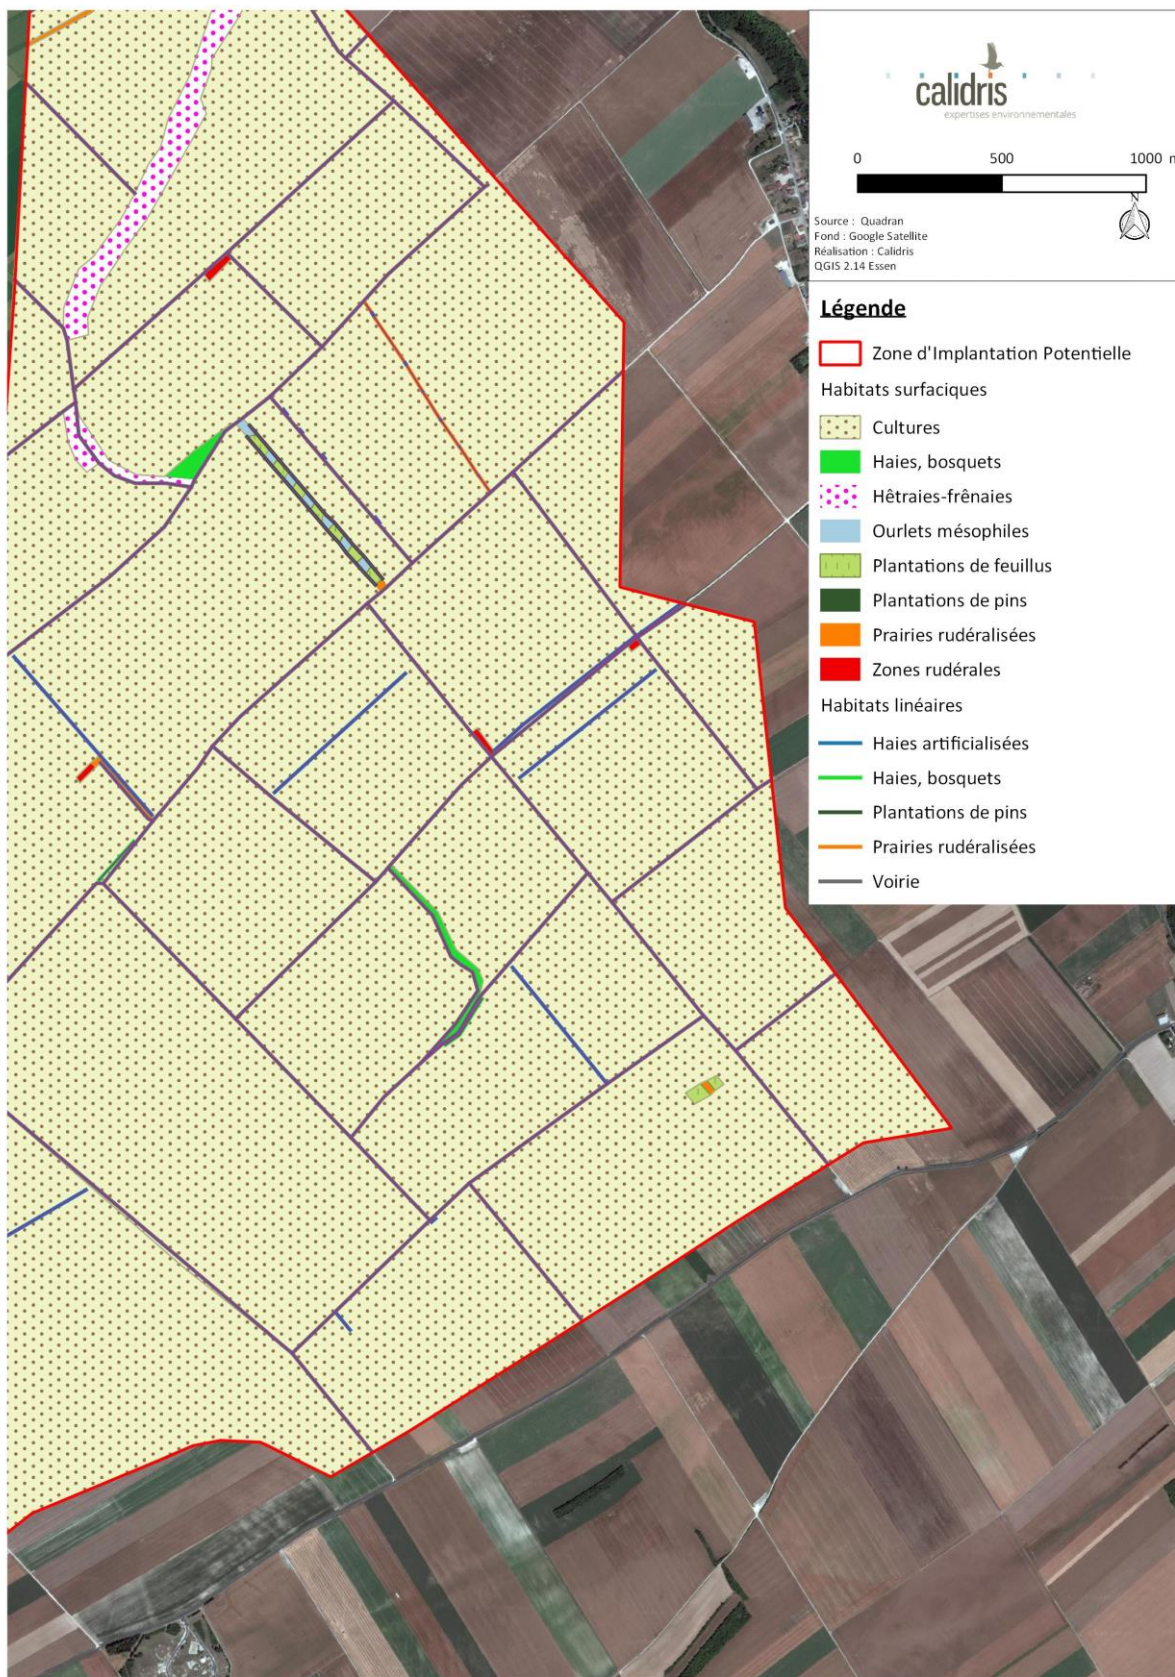 calidris
expertises environnementales
0 500 1000 m
N
Source : Quadran
Fond : Google Satellite
Réalisation : Calidris
QGIS 2.14 Essen
Légende
Zone d'Implantation Potentielle
Habitats surfaciques
Cultures
Haies, bosquets
Hêtraies-frênaies
Ourlets mésophiles
Plantations de feuillus
Plantations de pins
Prairies rudéralisées
Zones rudérales
Habitats linéaires
Haies artificialisées
Haies, bosquets
Plantations de pins
Prairies rudéralisées
Voirie